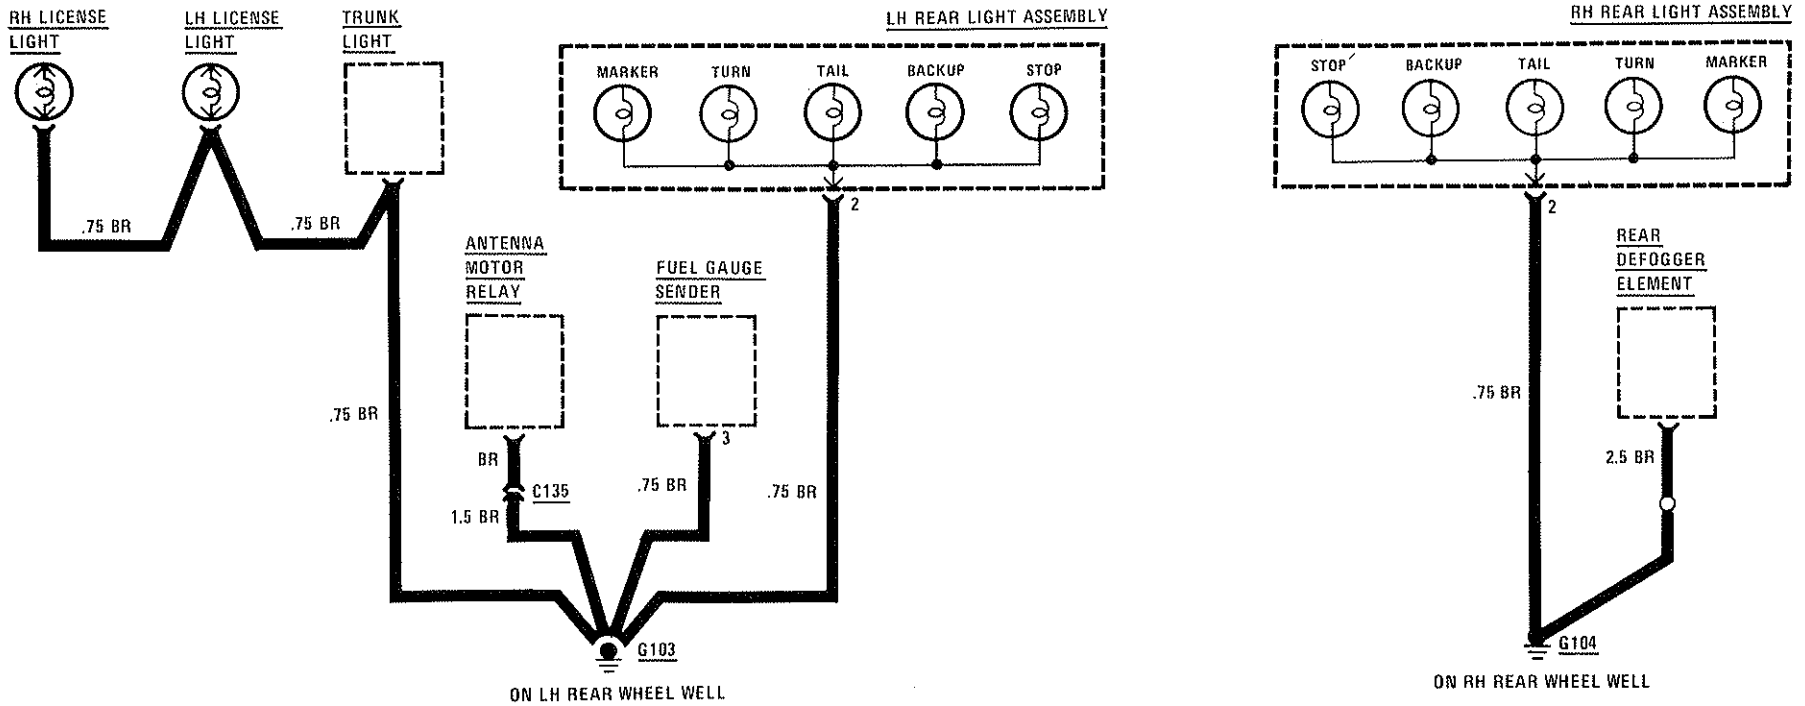 RH LICENSE
LIGHT
LH LICENSE
LIGHT
TRUNK
LIGHT
LH REAR LIGHT ASSEMBLY
RH REAR LIGHT ASSEMBLY
MARKER
TURN
TAIL
BACKUP
STOP
STOP
BACKUP
TAIL
TURN
MARKER
2
2
.75 BR
.75 BR
ANTENNA
MOTOR
RELAY
FUEL GAUGE
SENDER
REAR
DEFOGGER
ELEMENT
.75 BR
.75 BR
3
BR
C135
1.5 BR
.75 BR
.75 BR
2.5 BR
G103
G104
ON LH REAR WHEEL WELL
ON RH REAR WHEEL WELL